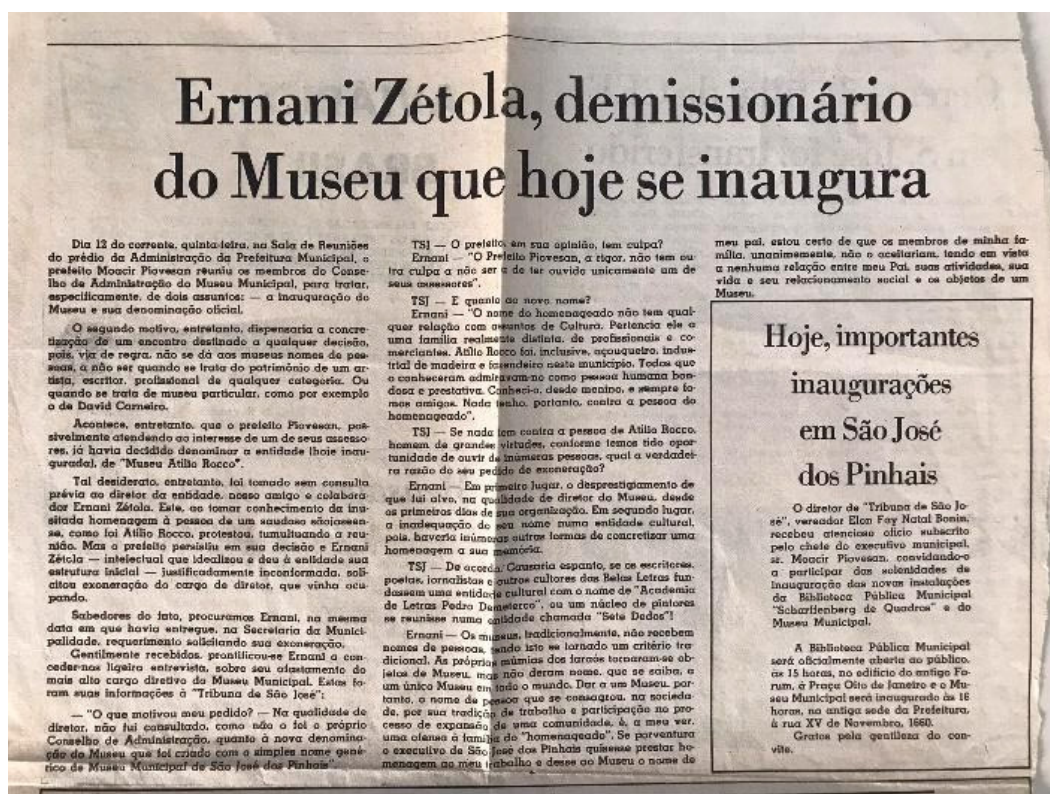 Ernani Zétola, demissionário
do Museu que hoje se inaugura
Dia 12 do corrente, quinta-feira, na Sala de Reuniões
do prédio da Administração da Prefeitura Municipal, o
prefeito Moacir Piovesan reuniu os membros do Conse-
lho de Administração do Museu Municipal, para tratar,
especificamente, de dois assuntos: — a inauguração do
Museu e sua denominação oficial.
O segundo motivo, entretanto, dispensaria a concre-
tização de um encontro destinado a qualquer decisão,
pois, via de regra, não se dá aos museus nomes de pes-
soas, a não ser quando se trata do patrimônio de um ar-
tista, escritor, profissional de qualquer categoria. Ou
quando se trata de museu particular, como por exemplo
o de David Carneiro.
Acontece, entretanto, que o prefeito Piovesan, pos-
sivelmente atendendo ao interesse de um de seus assesso-
res, já havia decidido denominar a entidade (hoje inau-
gurada), de "Museu Atílio Rocco".
Tal desiderato, entretanto, foi tomado sem consulta
prévia ao diretor da entidade, nosso amigo e colabora-
dor Ernani Zétola. Este, ao tomar conhecimento da inu-
sitada homenagem à pessoa de um saudoso sãojoseen-
se, como foi Atílio Rocco, protestou, tumultuando a reu-
nião. Mas o prefeito persistiu em sua decisão e Ernani
Zétola — intelectual que idealizou e deu à entidade sua
estrutura inicial — justificadamente inconformada, soli-
citou exoneração do cargo de diretor, que vinha ocu-
pando.
Sabedores do fato, procuramos Ernani, na mesma
data em que havia entregue, na Secretaria da Munici-
palidade, requerimento solicitando sua exoneração.
Gentilmente recebidos, prontificou-se Ernani a con-
ceder-nos ligeira entrevista, sobre seu afastamento do
mais alto cargo diretivo do Museu Municipal. Estas fo-
ram suas informações à "Tribuna de São José":
— "O que motivou meu pedido? — Na qualidade de
diretor, não fui consultado, como não o foi o próprio
Conselho de Administração, quanto à nova denomina-
ção do Museu que foi criado com o simples nome gené-
rico de Museu Municipal de São José dos Pinhais".
TSJ — O prefeito, em sua opinião, tem culpa?
Ernani — "O Prefeito Piovesan, a rigor, não tem ou-
tra culpa a não ser a de ter ouvido unicamente um de
seus assessores".
TSJ — E quanto ao novo nome?
Ernani — "O nome do homenageado não tem qual-
quer relação com assuntos de Cultura. Pertencia ele a
uma família realmente distinta, de profissionais e co-
merciantes. Atílio Rocco foi, inclusive, açougueiro, indus-
trial de madeira e fazendeiro neste município. Todos que
o conheceram admiravam-no como pessoa humana bon-
dosa e prestativa. Conheci-o, desde menino, e sempre fo-
mos amigos. Nada tenho, portanto, contra a pessoa do
homenageado".
TSJ — Se nada tem contra a pessoa de Atílio Rocco,
homem de grandes virtudes, conforme temos tido opor-
tunidade de ouvir de inúmeras pessoas, qual a verdadei-
ra razão do seu pedido de exoneração?
Ernani — Em primeiro lugar, o desprestigiamento de
que fui alvo, na qualidade de diretor do Museu, desde
os primeiros dias de sua organização. Em segundo lugar,
a inadequação do seu nome numa entidade cultural,
pois, haveria inúmeras outras formas de concretizar uma
homenagem a sua memória.
TSJ — De acordo. Causaria espanto, se os escritores,
poetas, jornalistas e outros cultores das Belas Letras fun-
dassem uma entidade cultural com o nome de "Academia
de Letras Pedro Demeterco", ou um núcleo de pintores
se reunisse numa entidade chamada "Sete Dedos"!
Ernani — Os museus, tradicionalmente, não recebem
nomes de pessoas, tendo isto se tornado um critério tra-
dicional. As próprias múmias dos faraós tornaram-se ob-
jetos de Museu, mas não deram nome, que se saiba, a
um único Museu em todo o mundo. Dar a um Museu, por-
tanto, o nome de pessoa que se consagrou, na socieda-
de, por sua tradição de trabalho e participação no pro-
cesso de expansão de uma comunidade, é, a meu ver,
uma ofensa à família do "homenageado". Se porventura
o executivo de São José dos Pinhais quisesse prestar ho-
menagem ao meu trabalho e desse ao Museu o nome de
meu pai, estou certo de que os membros de minha fa-
mília, unanimemente, não o aceitariam, tendo em vista
a nenhuma relação entre meu Pai, suas atividades, sua
vida e seu relacionamento social e os objetos de um
Museu.
Hoje, importantes
inaugurações
em São José
dos Pinhais
O diretor de "Tribuna de São Jo-
sé", vereador Elon Fay Natal Bonin,
recebeu atencioso ofício subscrito
pelo chefe do executivo municipal,
sr. Moacir Piovesan, convidando-o
a participar das solenidades de
Inauguração das novas instalações
da Biblioteca Pública Municipal
"Scharffenberg de Quadros" e do
Museu Municipal.
A Biblioteca Pública Municipal
será oficialmente aberta ao público,
às 15 horas, no edifício do antigo Fo-
rum, à Praça Oito de Janeiro e o Mu-
seu Municipal será inaugurado às 16
horas, na antiga sede da Prefeitura,
à rua XV de Novembro, 1660.
Gratos pela gentileza do con-
vite.